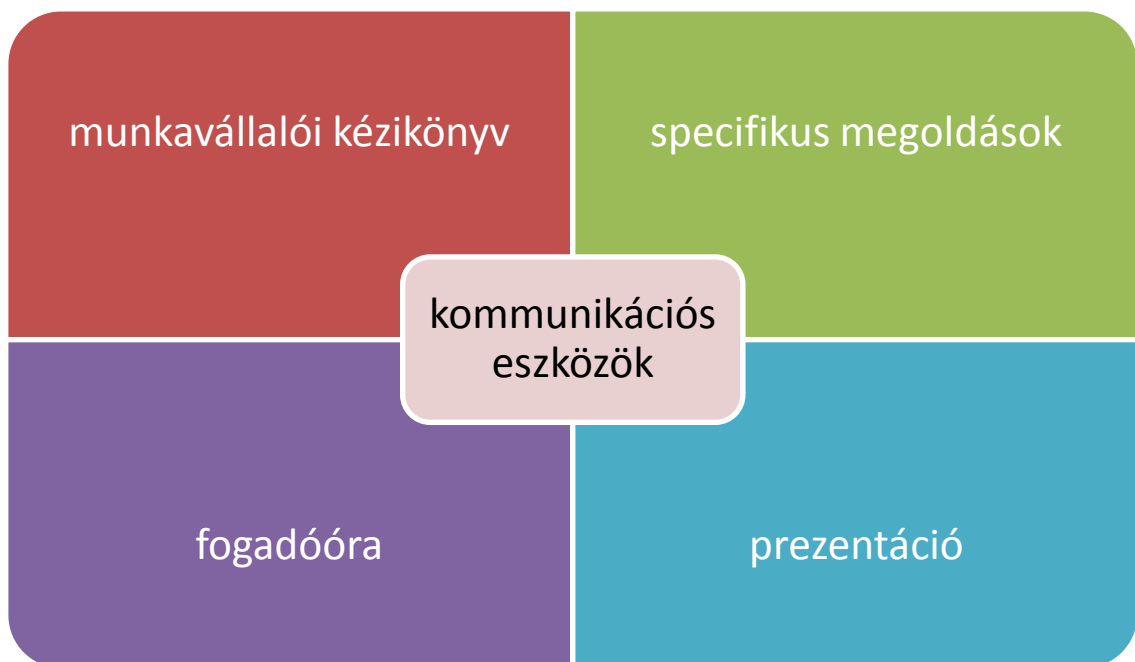 munkavállalói kézikönyv
specifikus megoldások
kommunikációs
eszközök
fogadóóra
prezentáció